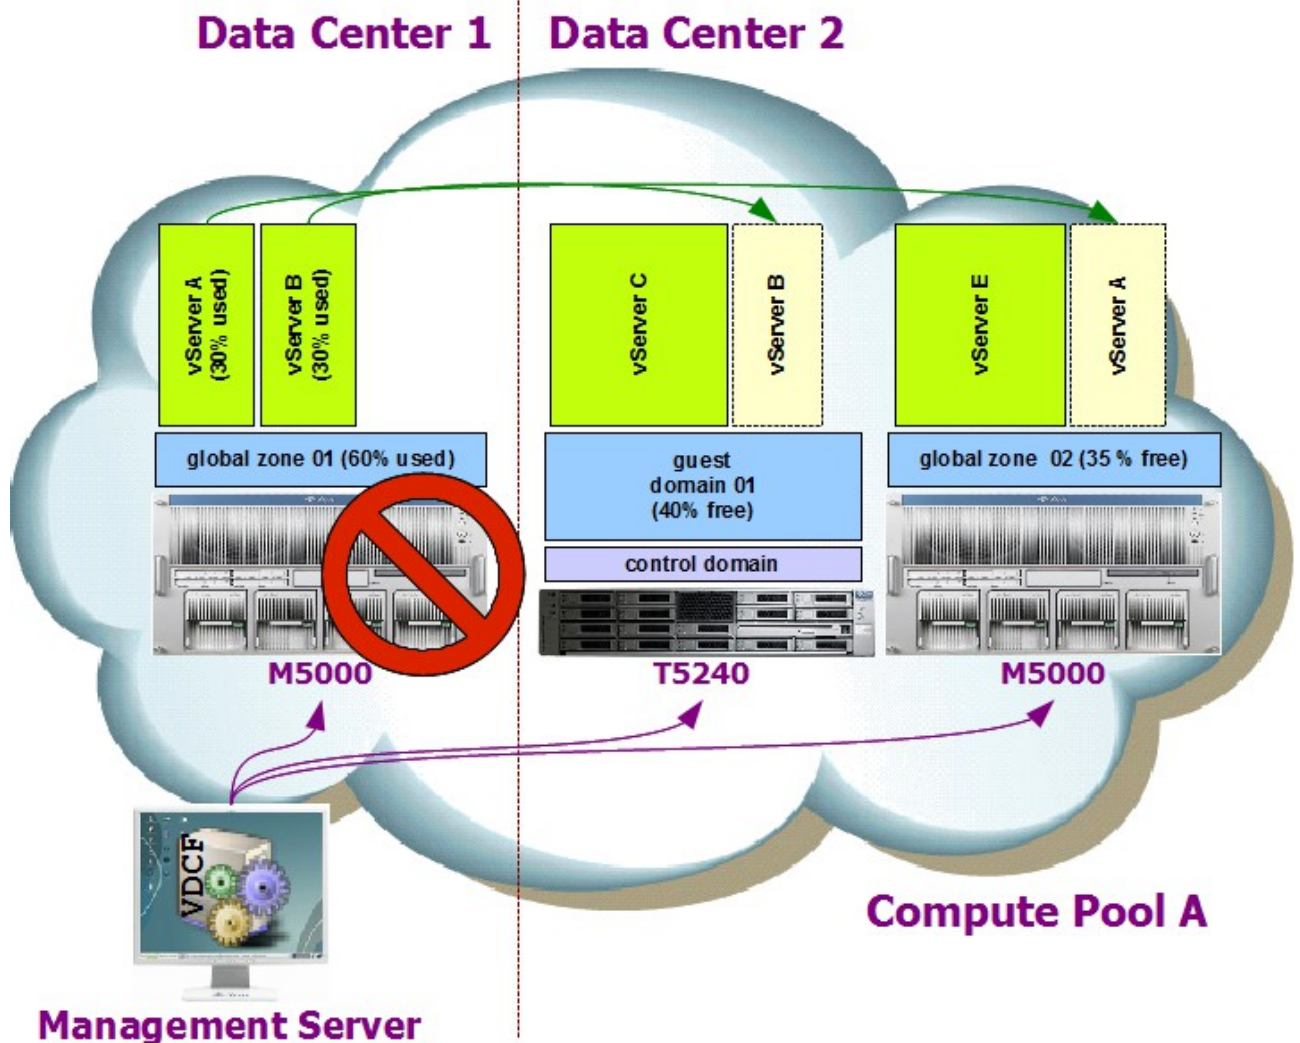 Data Center 1
Data Center 2
vServer A
(30% used)
vServer B
(30% used)
vServer C
vServer B
vServer E
vServer A
global zone 01 (60% used)
guest
domain 01
(40% free)
global zone  02 (35 % free)
control domain
M5000
T5240
M5000
VDCF
Compute Pool A
Management Server